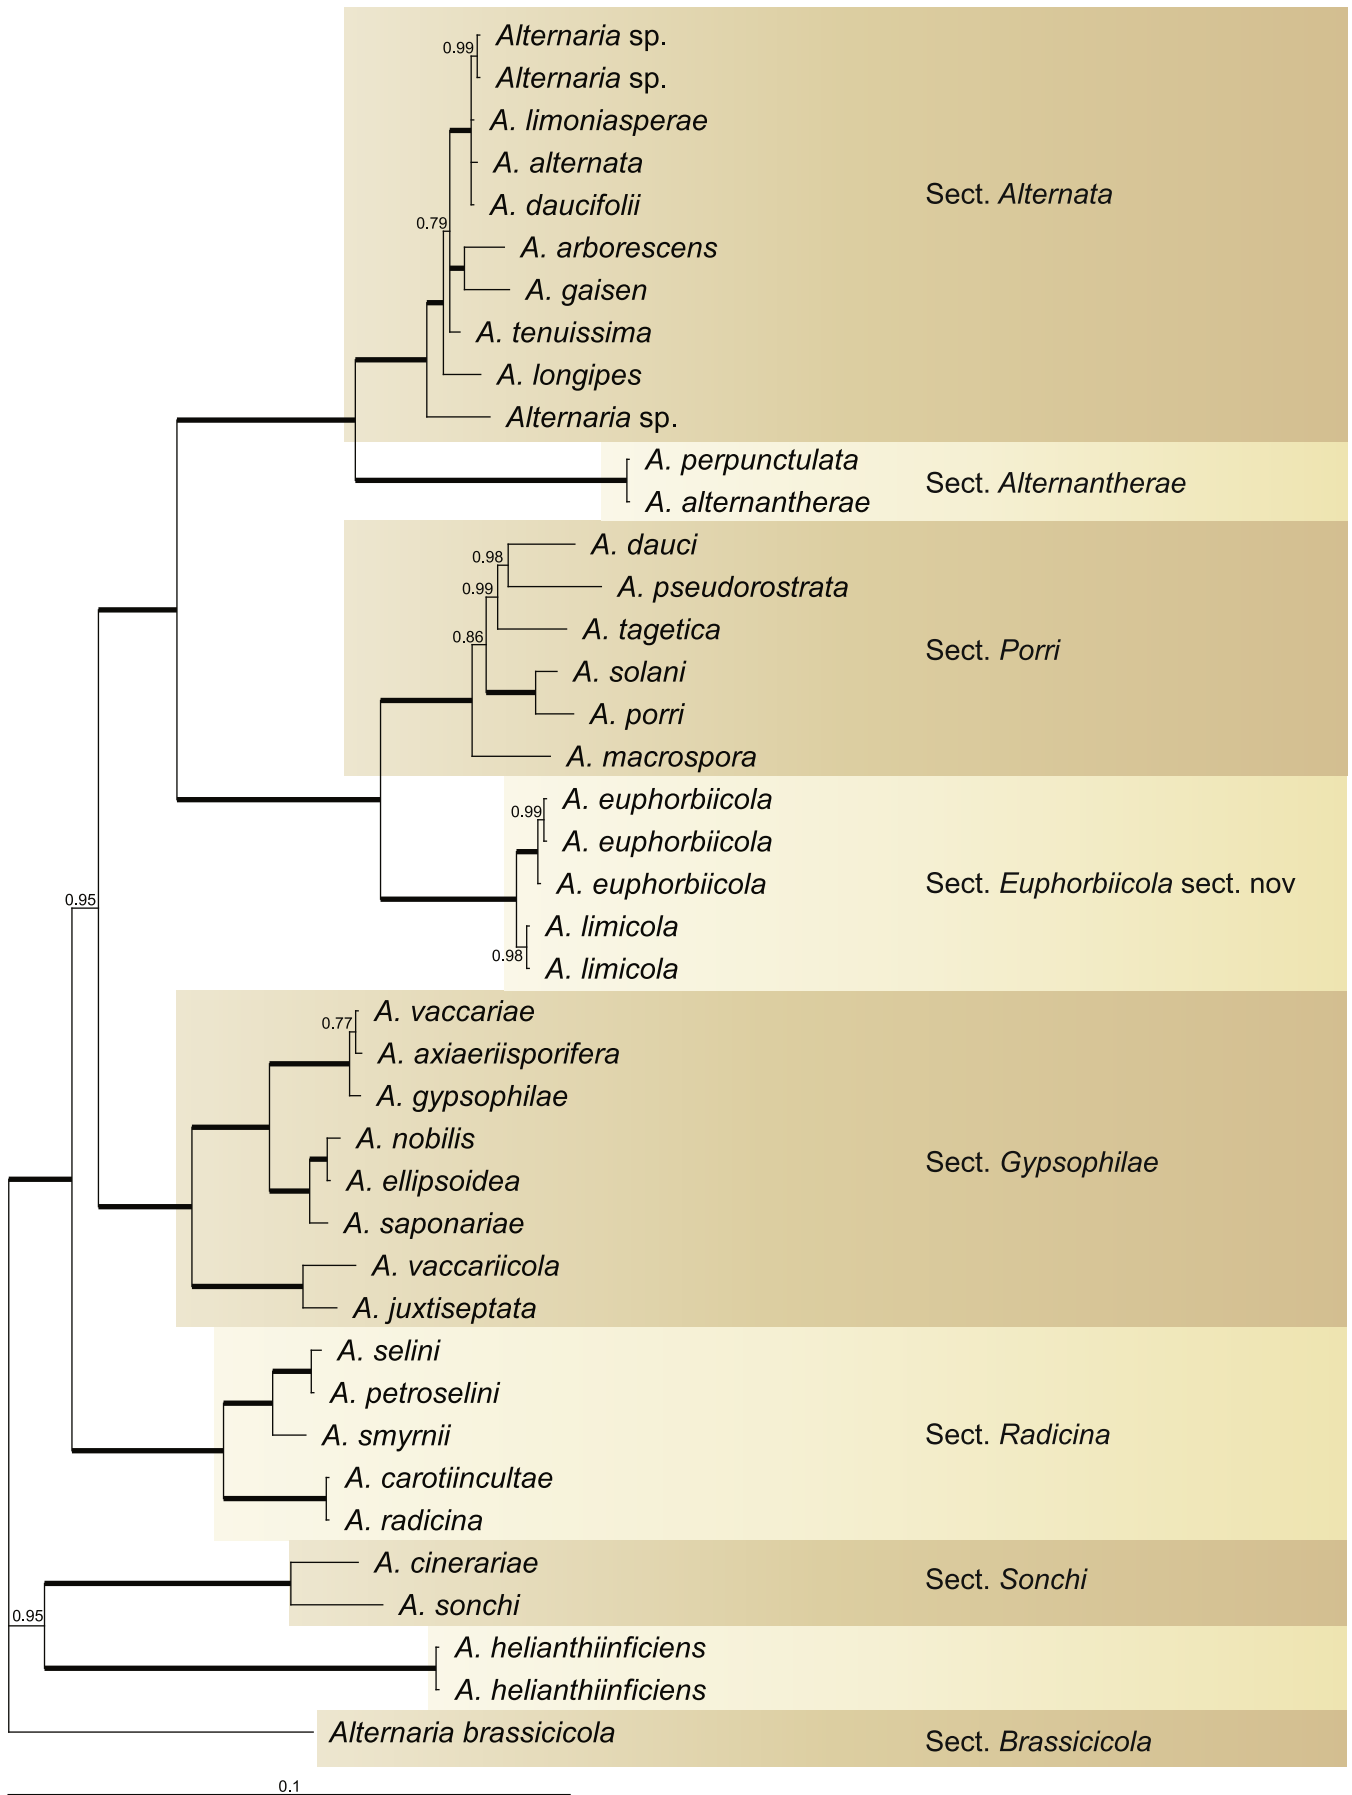 0.99
Alternaria sp.
Alternaria sp.
A. limoniasperae
A. alternata
A. daucifolii
Sect. Alternata
0.79
A. arborescens
A. gaisen
A. tenuissima
A. longipes
Alternaria sp.
A. perpunctulata
A. alternantherae
Sect. Alternantherae
A. dauci
0.98
A. pseudorostrata
0.99
A. tagetica
0.86
Sect. Porri
A. solani
A. porri
A. macrospora
A. euphorbiicola
0.99
A. euphorbiicola
A. euphorbiicola
Sect. Euphorbiicola sect. nov
0.95
A. limicola
0.98
A. limicola
A. vaccariae
0.77
A. axiaeriisporifera
A. gypsophilae
A. nobilis
Sect. Gypsophilae
A. ellipsoidea
A. saponariae
A. vaccariicola
A. juxtiseptata
A. selini
A. petroselini
A. smyrnii
Sect. Radicina
A. carotiincultae
A. radicina
A. cinerariae
Sect. Sonchi
A. sonchi
0.95
A. helianthiinficiens
A. helianthiinficiens
Alternaria brassicicola
Sect. Brassicicola
0.1